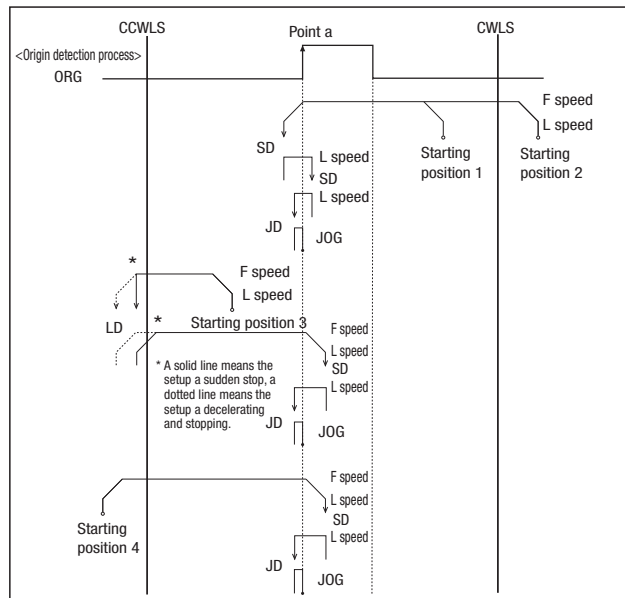 CCWLS
Point a
CWLS
<Origin detection process>
ORG
F speed
L speed
SD
Starting
position 1
Starting
position 2
L speed
SD
L speed
JD
JOG
*
F speed
L speed
LD
*
Starting position 3
F speed
L speed
SD
* A solid line means the
setup a sudden stop, a
dotted line means the
setup a decelerating
and stopping.
L speed
JD
JOG
F speed
L speed
SD
Starting
position 4
L speed
JD
JOG